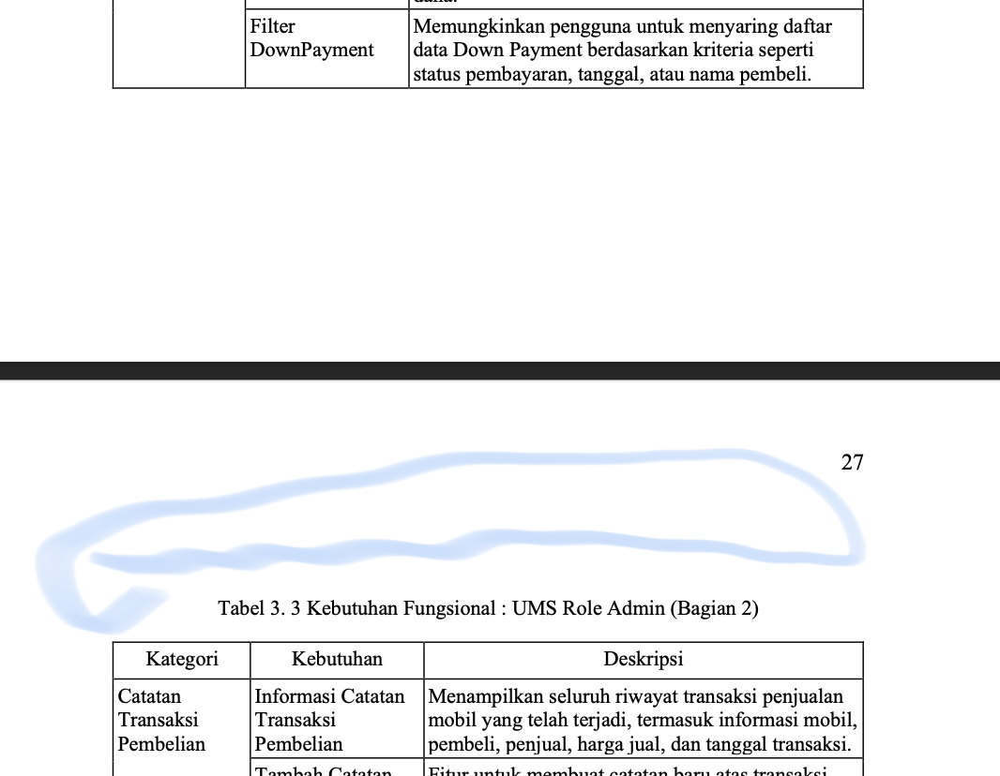 Filter
DownPayment
Memungkinkan pengguna untuk menyaring daftar
data Down Payment berdasarkan kriteria seperti
status pembayaran, tanggal, atau nama pembeli.
27
Tabel 3. 3 Kebutuhan Fungsional : UMS Role Admin (Bagian 2)
Kategori
Kebutuhan
Deskripsi
Catatan
Transaksi
Pembelian
Informasi Catatan
Transaksi
Pembelian
Menampilkan seluruh riwayat transaksi penjualan
mobil yang telah terjadi, termasuk informasi mobil,
pembeli, penjual, harga jual, dan tanggal transaksi.
Tambah Catatan
Fitur untuk membuat catatan baru atas transaksi